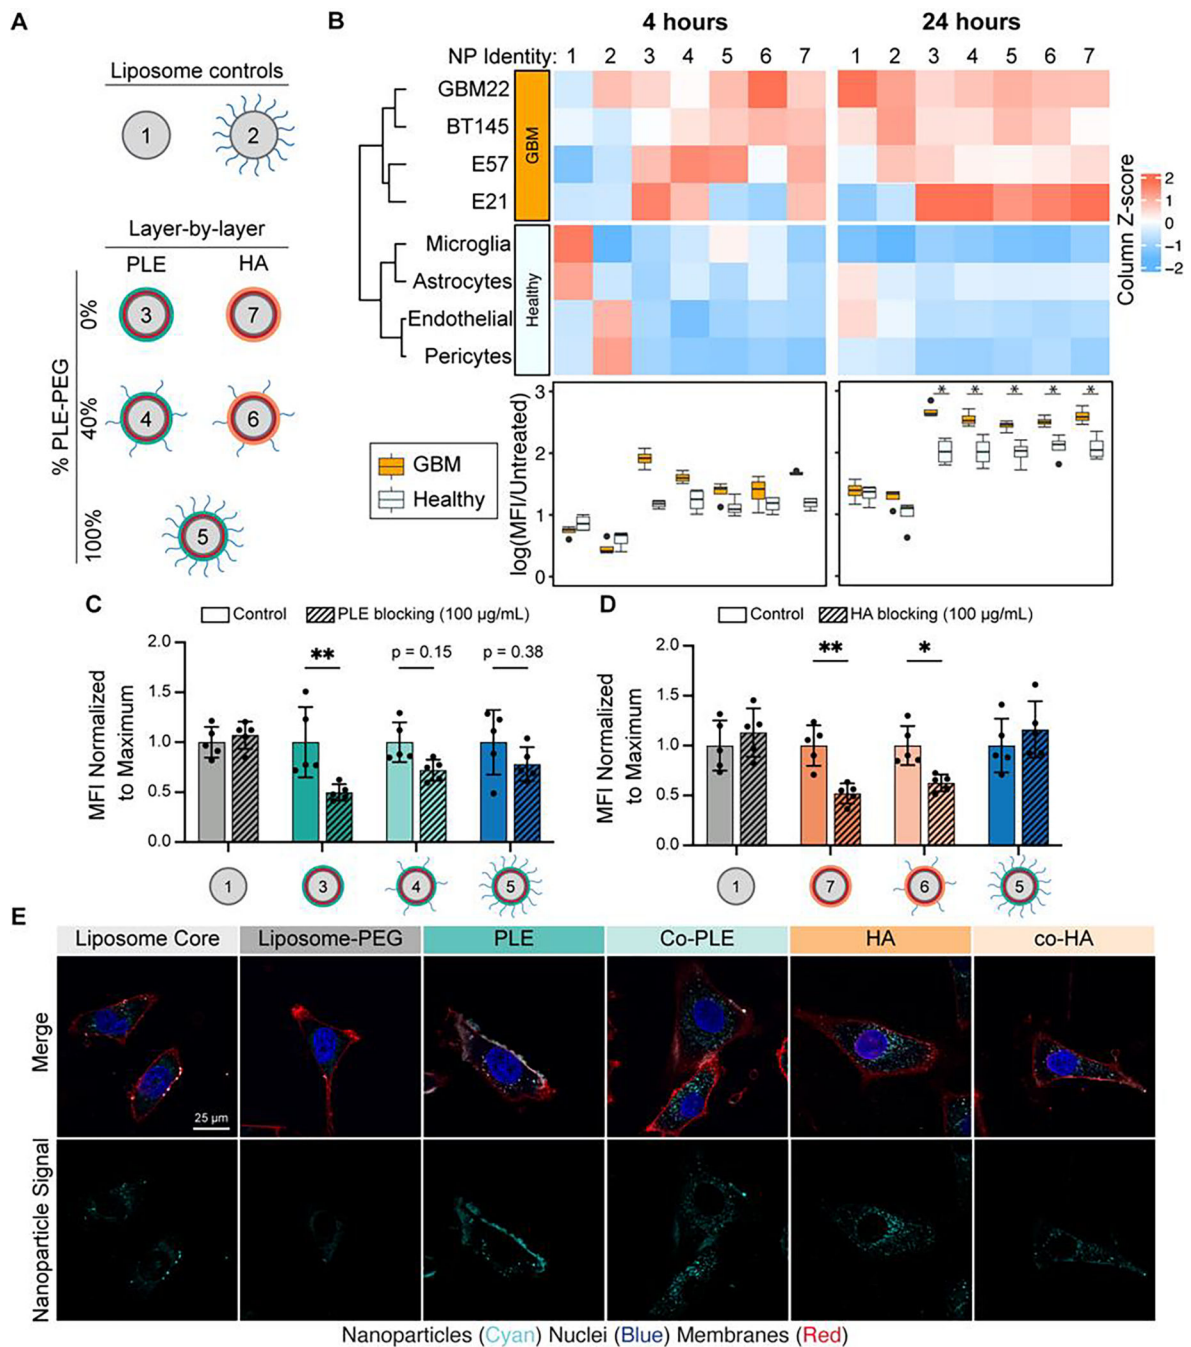 A
Liposome controls
1
2
Layer-by-layer
PLE
HA
% PLE-PEG
0%
3
7
40%
4
6
100%
5
B
4 hours
24 hours
NP Identity: 1 2 3 4 5 6 7
1 2 3 4 5 6 7
GBM22
BT145
E57
E21
GBM
Microglia
Astrocytes
Endothelial
Pericytes
Healthy
Column Z-score
2
1
0
−1
−2
GBM
Healthy
log(MFI/Untreated)
3
2
1
0
* * * * *
C
Control
PLE blocking (100 µg/mL)
MFI Normalized
to Maximum
2.0
1.5
1.0
0.5
0.0
**
p = 0.15
p = 0.38
1
3
4
5
D
Control
HA blocking (100 µg/mL)
MFI Normalized
to Maximum
2.0
1.5
1.0
0.5
0.0
**
*
1
7
6
5
E
Liposome Core
Liposome-PEG
PLE
Co-PLE
HA
co-HA
Merge
25 µm
Nanoparticle Signal
Nanoparticles (Cyan) Nuclei (Blue) Membranes (Red)